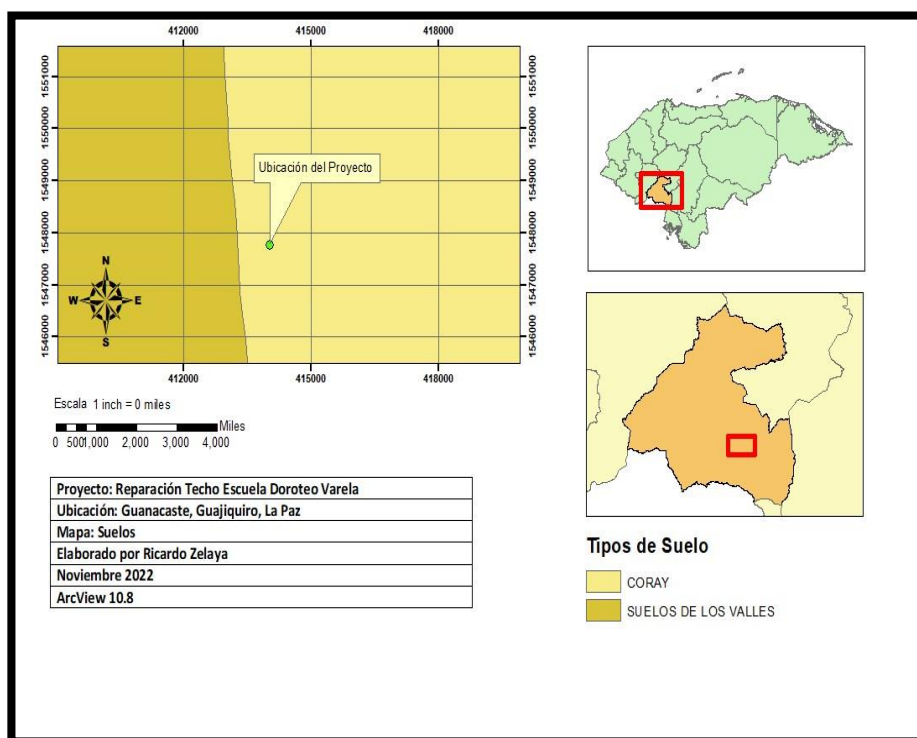 412000 415000 418000
1551000 1551000
1550000 1550000
1549000 1549000
Ubicación del Proyecto
1548000 1548000
1547000 1547000
1546000 1546000
N
W E
S
412000 415000 418000
Escala 1 inch = 0 miles
Miles
0 5001,000 2,000 3,000 4,000
Proyecto: Reparación Techo Escuela Doroteo Varela
Ubicación: Guanacaste, Guajiquiro, La Paz
Mapa: Suelos
Elaborado por Ricardo Zelaya
Noviembre 2022
ArcView 10.8
Tipos de Suelo
CORAY
SUELOS DE LOS VALLES